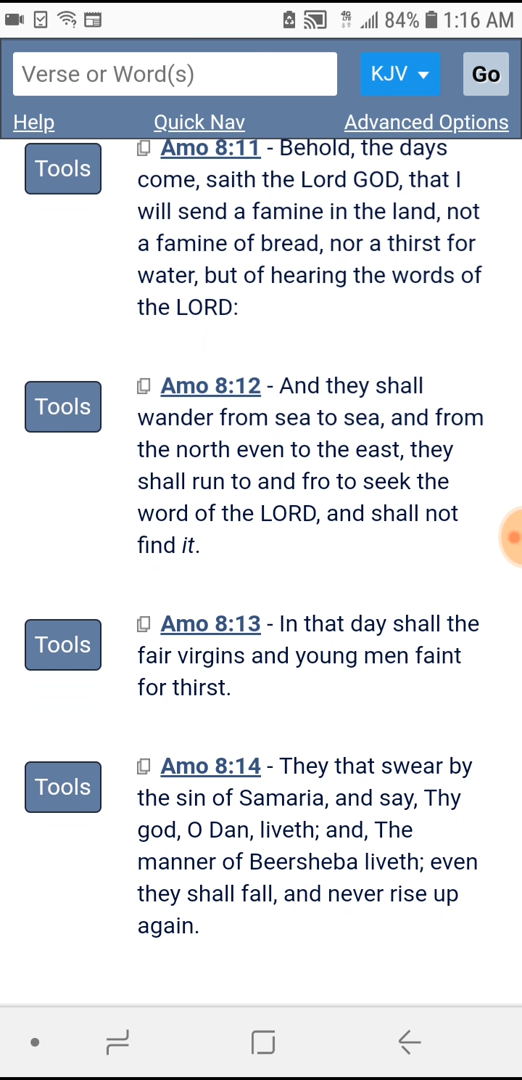 84% 1:16 AM
Verse or Word(s) KJV Go
Help Quick Nav Advanced Options
Tools
Amo 8:11 - Behold, the days
come, saith the Lord GOD, that I
will send a famine in the land, not
a famine of bread, nor a thirst for
water, but of hearing the words of
the LORD:
Tools
Amo 8:12 - And they shall
wander from sea to sea, and from
the north even to the east, they
shall run to and fro to seek the
word of the LORD, and shall not
find it.
Tools
Amo 8:13 - In that day shall the
fair virgins and young men faint
for thirst.
Tools
Amo 8:14 - They that swear by
the sin of Samaria, and say, Thy
god, O Dan, liveth; and, The
manner of Beersheba liveth; even
they shall fall, and never rise up
again.